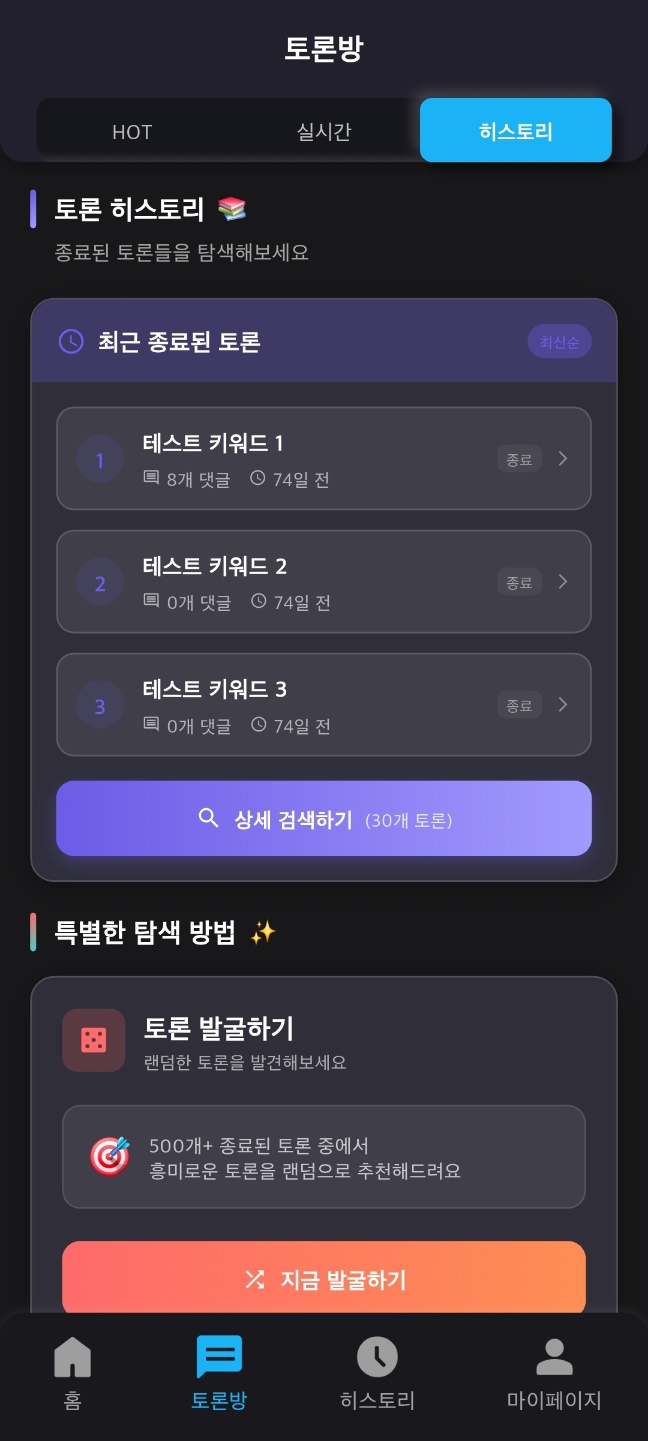 토론방
HOT
실시간
히스토리
토론 히스토리 📚
종료된 토론들을 탐색해보세요
최근 종료된 토론
최신순
1
테스트 키워드 1
8개 댓글
74일 전
종료
2
테스트 키워드 2
0개 댓글
74일 전
종료
3
테스트 키워드 3
0개 댓글
74일 전
종료
상세 검색하기 (30개 토론)
특별한 탐색 방법 ✨
토론 발굴하기
랜덤한 토론을 발견해보세요
500개+ 종료된 토론 중에서
흥미로운 토론을 랜덤으로 추천해드려요
지금 발굴하기
홈
토론방
히스토리
마이페이지